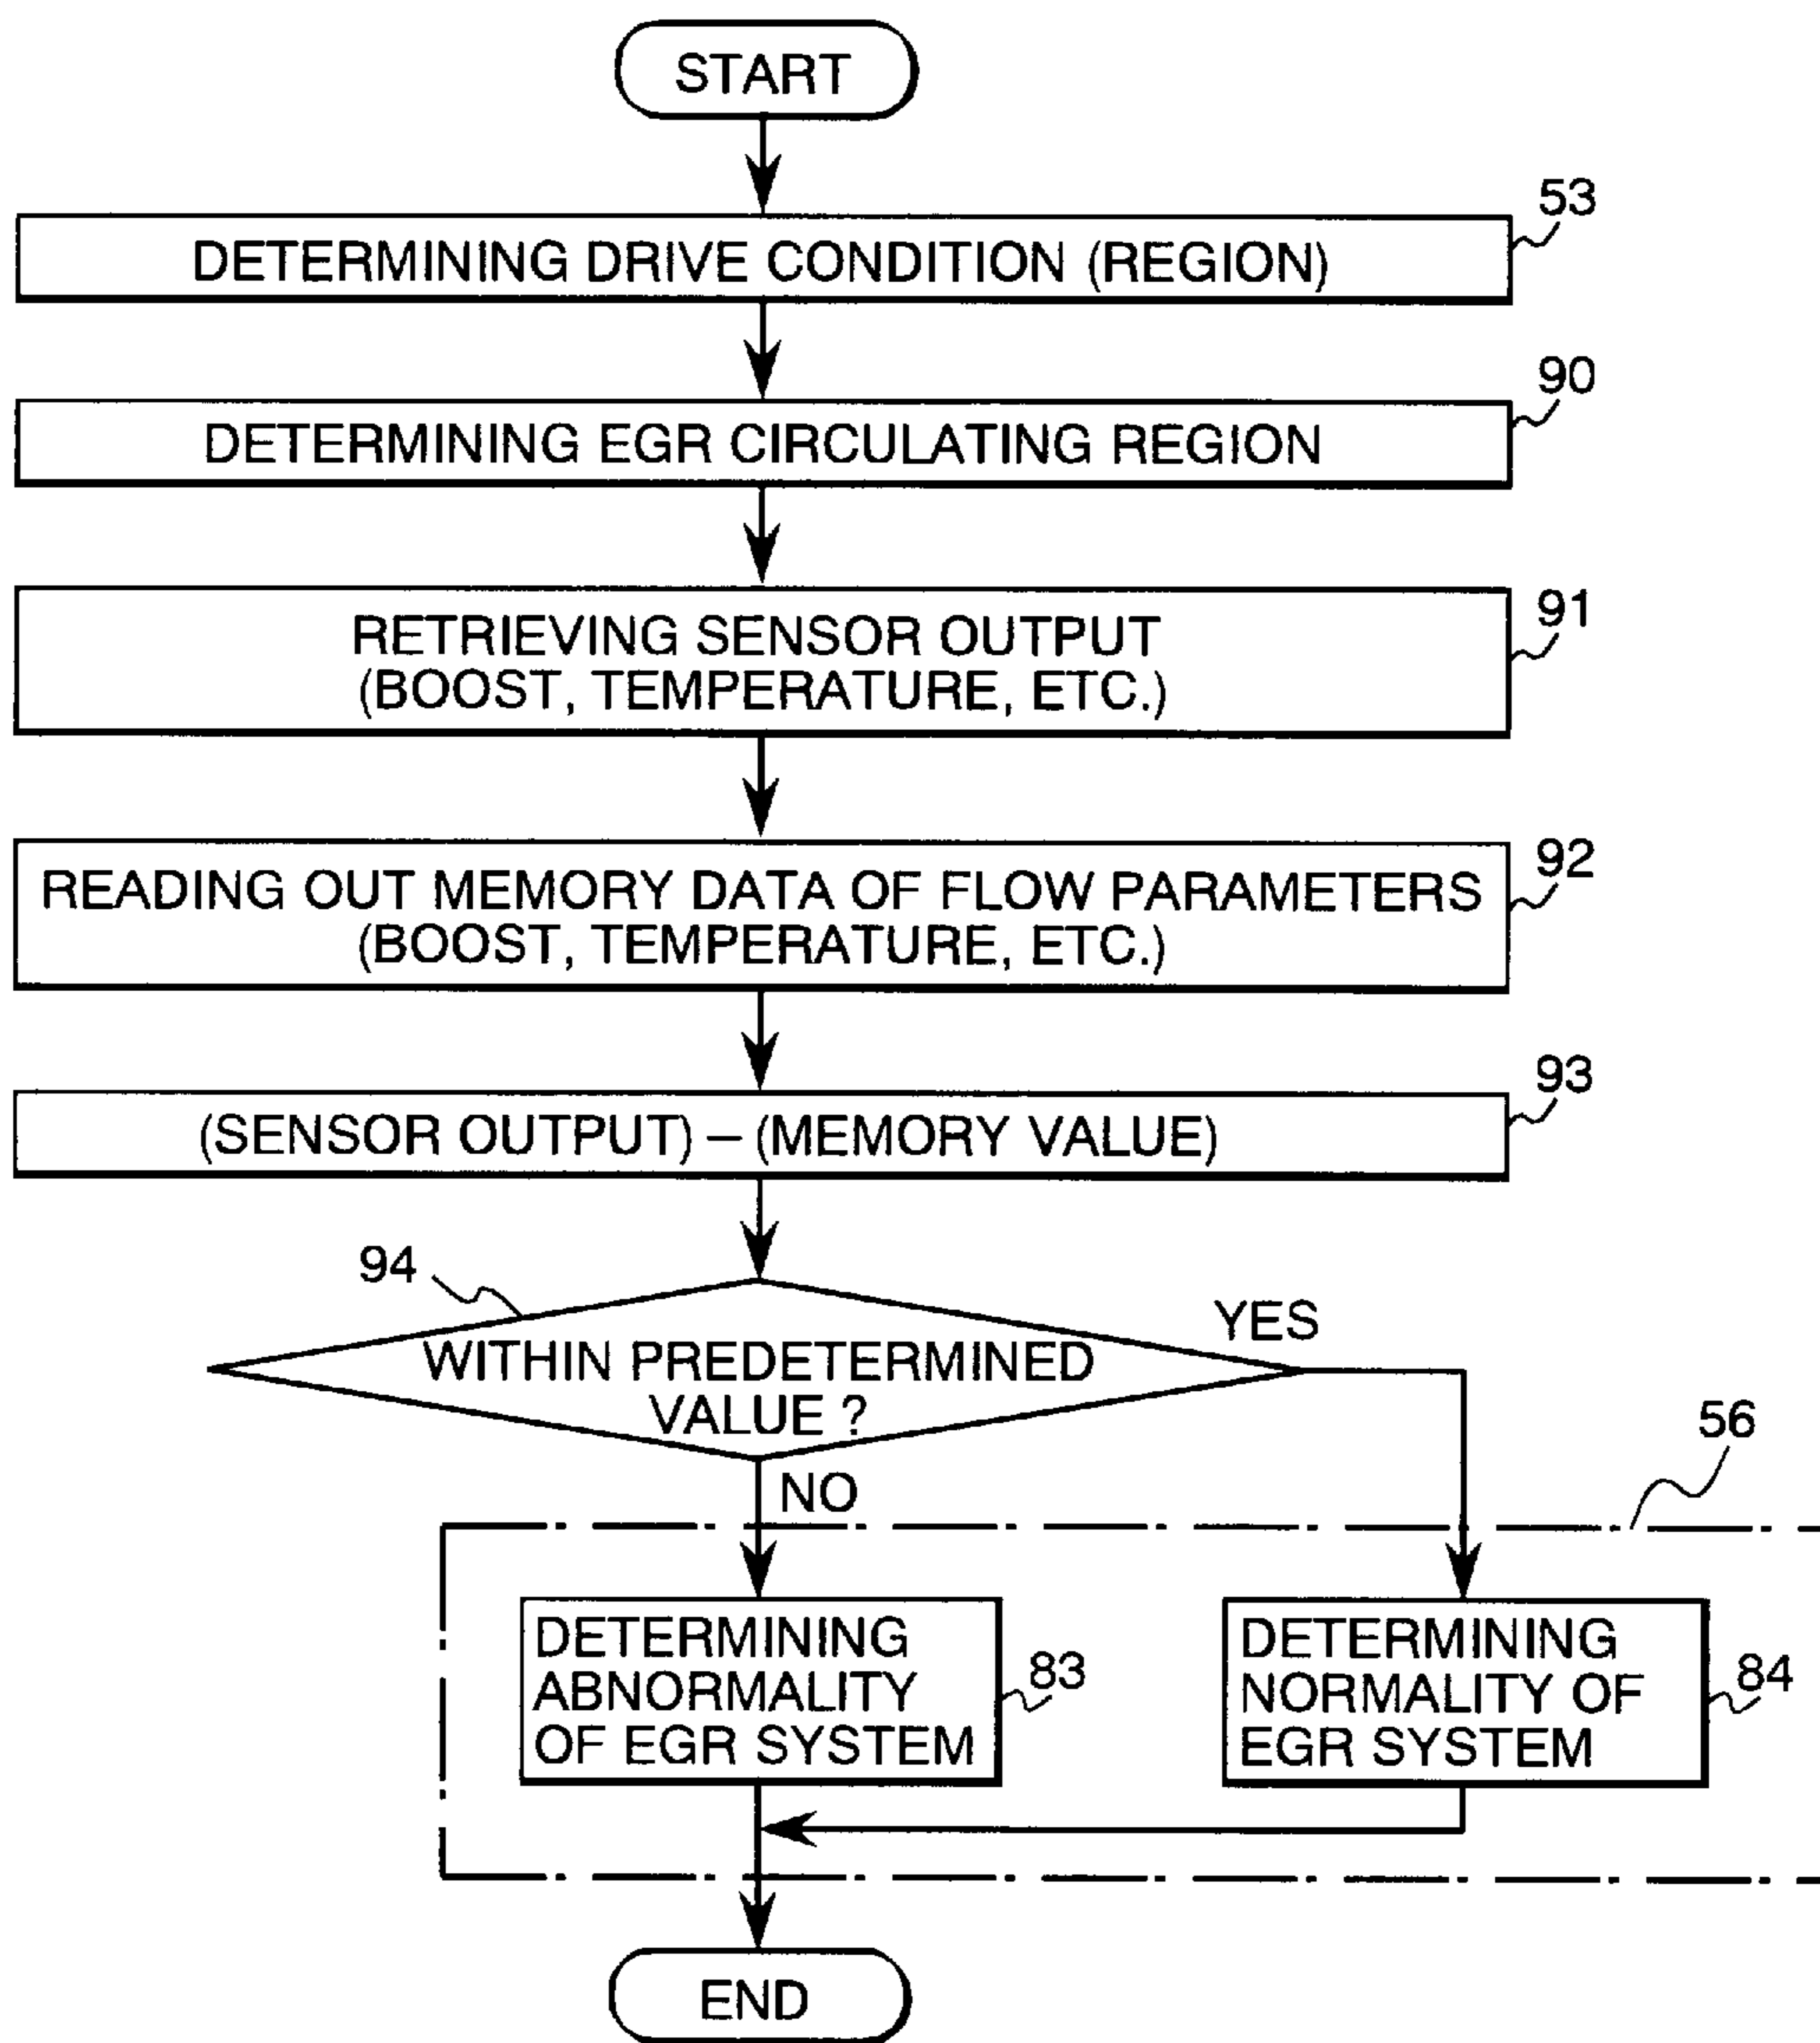 START
53
DETERMINING DRIVE CONDITION (REGION)
90
DETERMINING EGR CIRCULATING REGION
91
RETRIEVING SENSOR OUTPUT
(BOOST, TEMPERATURE, ETC.)
92
READING OUT MEMORY DATA OF FLOW PARAMETERS
(BOOST, TEMPERATURE, ETC.)
93
(SENSOR OUTPUT) – (MEMORY VALUE)
94
YES
WITHIN PREDETERMINED
VALUE ?
56
NO
DETERMINING
ABNORMALITY
OF EGR SYSTEM
83
DETERMINING
NORMALITY OF
EGR SYSTEM
84
END